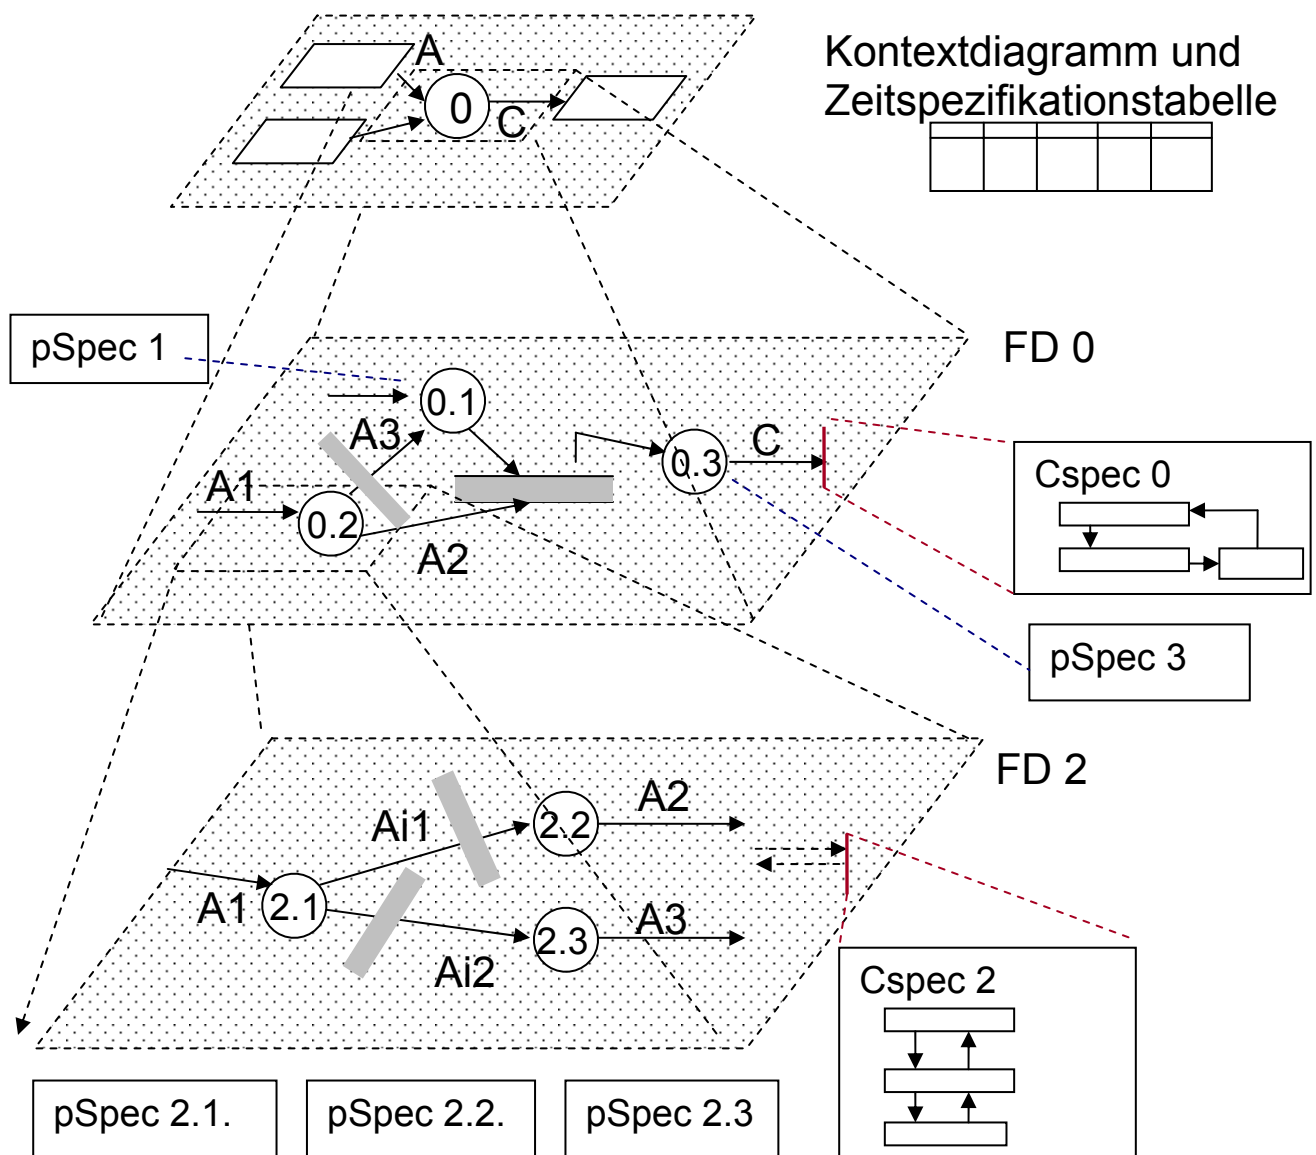 Kontextdiagramm und
Zeitspezifikationstabelle
A
0
C
pSpec 1
FD 0
0.1
A3
C
0.3
A1
0.2
A2
Cspec 0
pSpec 3
FD 2
A2
Ai1
2.2
A1
2.1
A3
2.3
Ai2
Cspec 2
pSpec 2.1.
pSpec 2.2.
pSpec 2.3